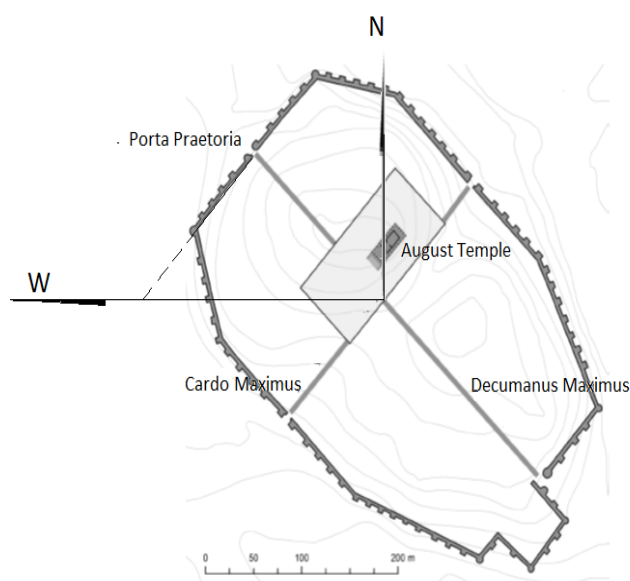 N
Porta Praetoria
August Temple
W
Cardo Maximus
Decumanus Maximus
0 50 100 200 m